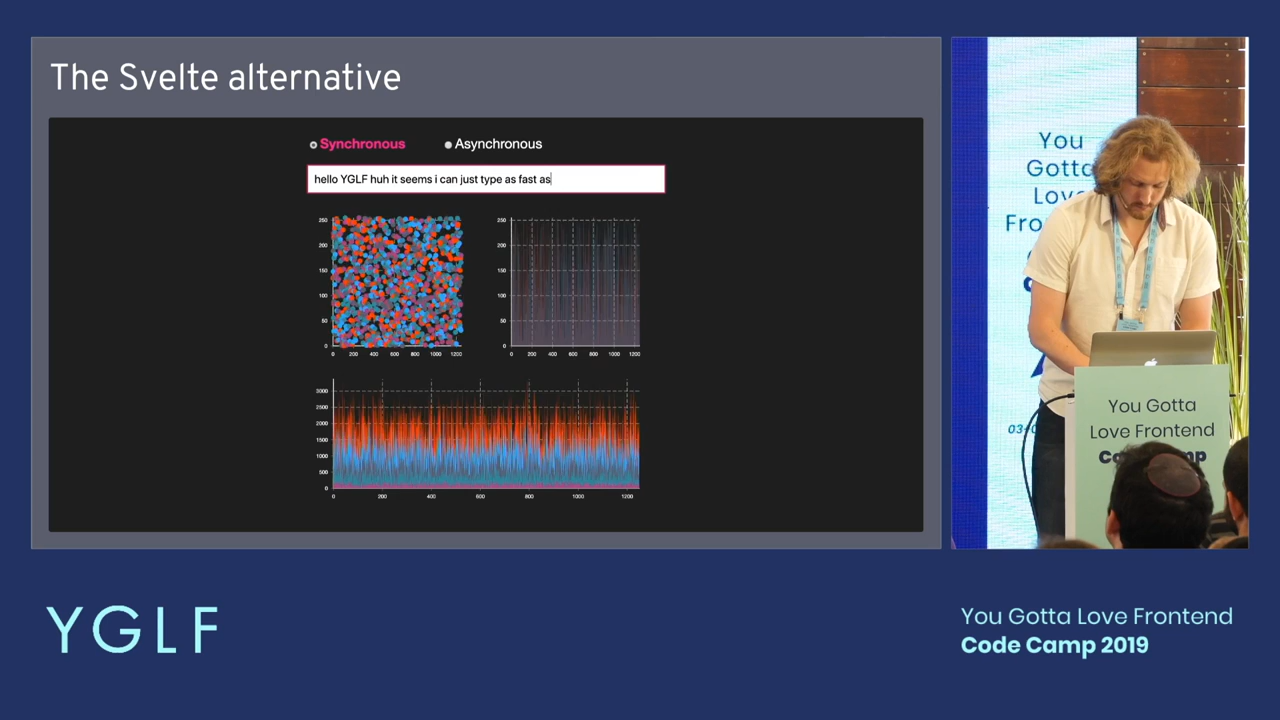 The Svelte alternative
Synchronous
Asynchronous
hello YGLF huh it seems i can just type as fast as
250
200
150
100
50
0
0 200 400 600 800 1000 1200
250
200
150
100
50
0
0 200 400 600 800 1000 1200
3000
2500
2000
1500
1000
500
0
0 200 400 600 800 1000 1200
You
Gotta
Love
You Gotta
Love Frontend
YGLF
You Gotta Love Frontend
Code Camp 2019